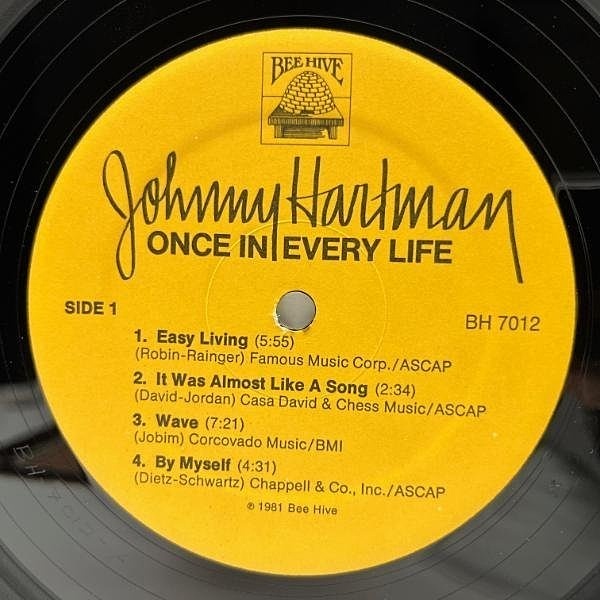 BEE HIVE
Johnny Hartman
ONCE IN EVERY LIFE
SIDE 1
BH 7012
1. Easy Living (5:55)
(Robin-Rainger) Famous Music Corp./ASCAP
2. It Was Almost Like A Song (2:34)
(David-Jordan) Casa David & Chess Music/ASCAP
3. Wave (7:21)
(Jobim) Corcovado Music/BMI
4. By Myself (4:31)
(Dietz-Schwartz) Chappell & Co., Inc./ASCAP
℗ 1981 Bee Hive